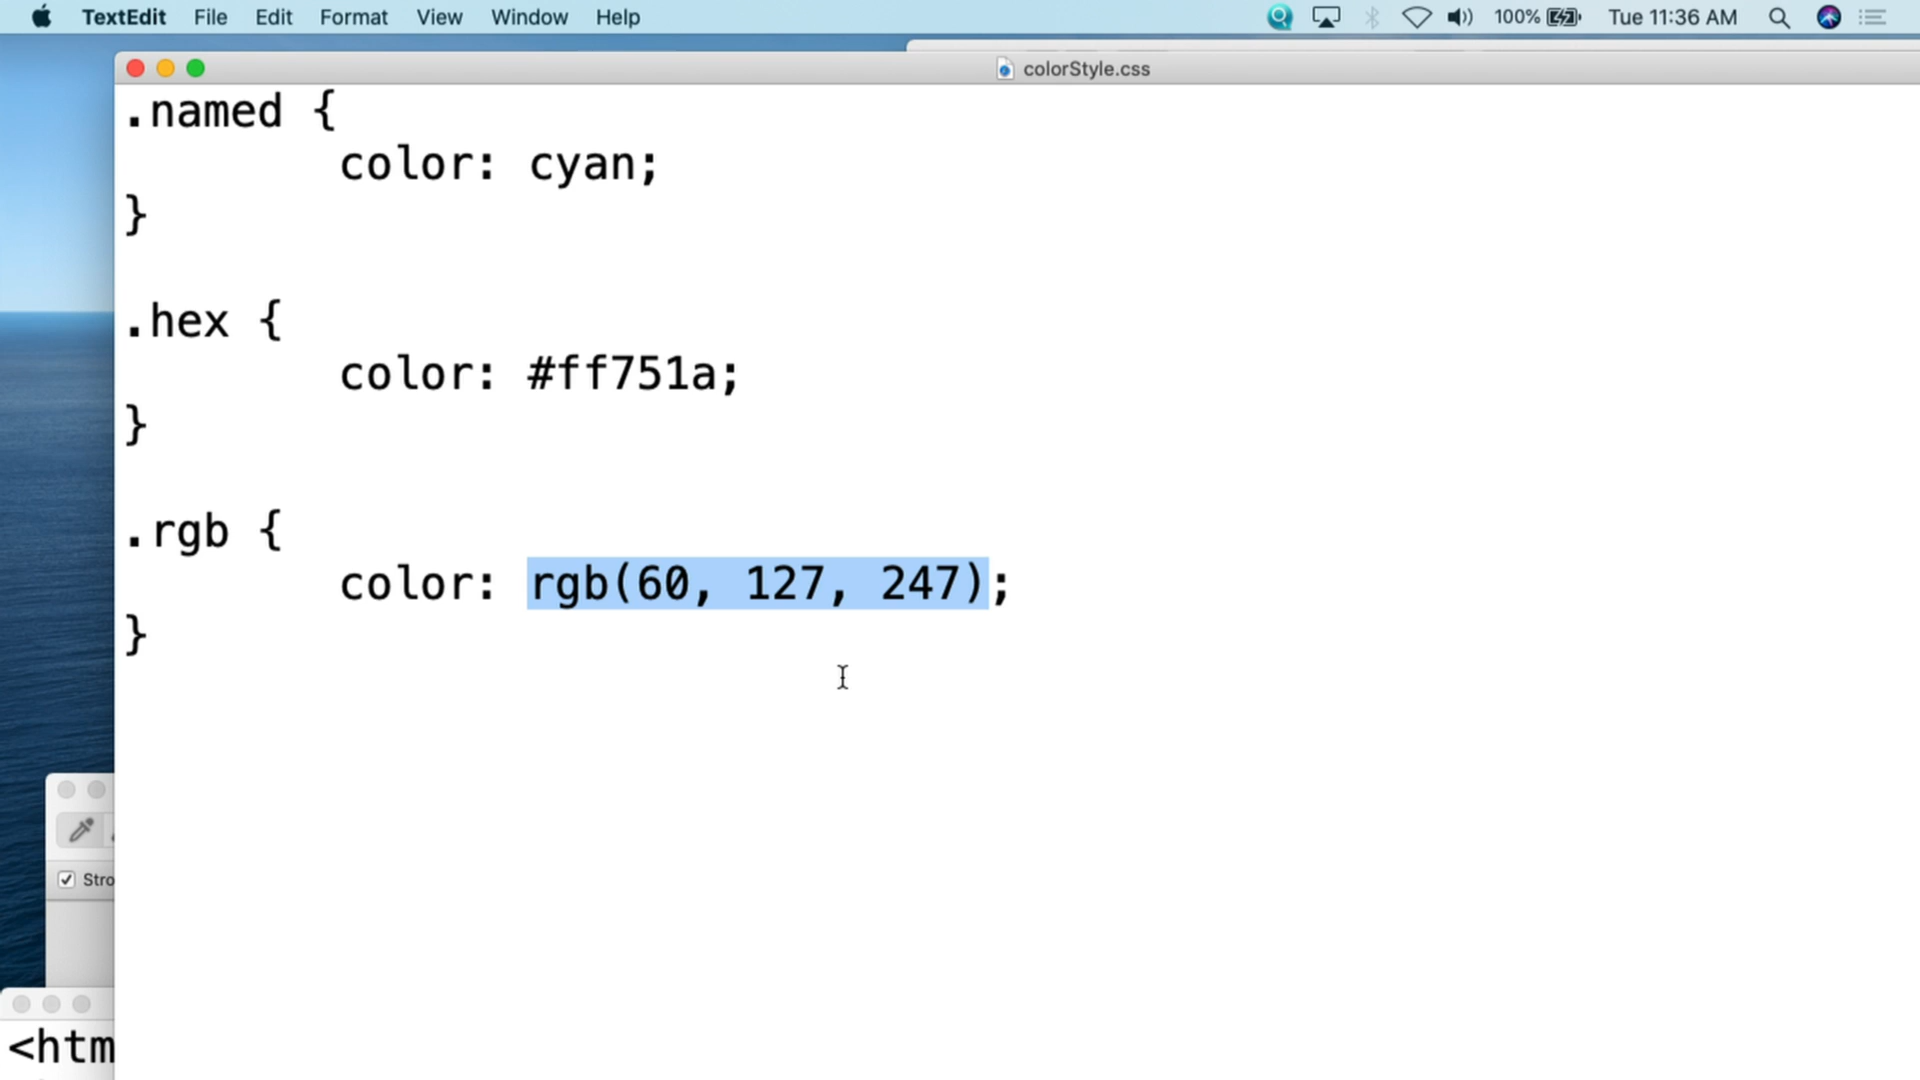 TextEdit File Edit Format View Window Help 100% Tue 11:36 AM
colorStyle.css
.named {
color: cyan;
}
.hex {
color: #ff751a;
}
.rgb {
color: rgb(60, 127, 247);
}
Stro
<htm